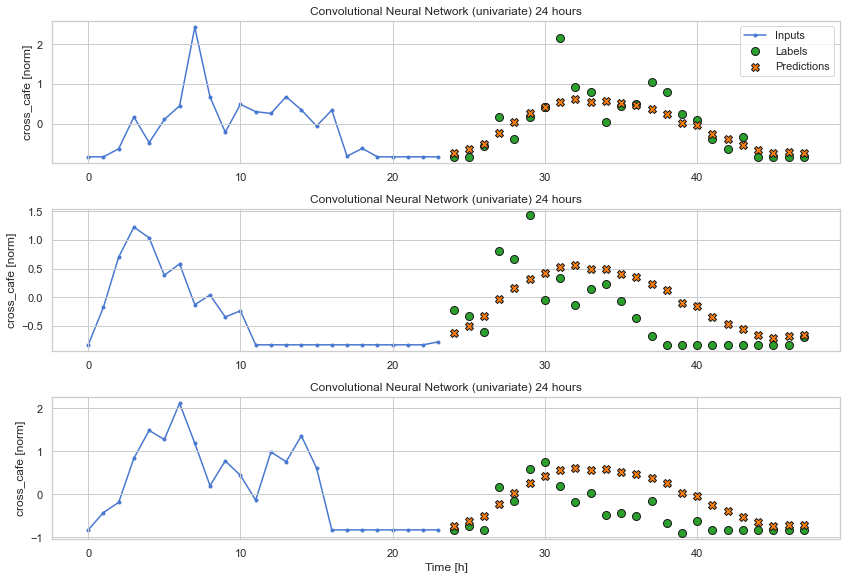 Convolutional Neural Network (univariate) 24 hours
cross_cafe [norm]
2
1
0
Inputs
Labels
Predictions
0
10
20
30
40
Convolutional Neural Network (univariate) 24 hours
cross_cafe [norm]
1.5
1.0
0.5
0.0
−0.5
0
10
20
30
40
Convolutional Neural Network (univariate) 24 hours
cross_cafe [norm]
2
1
0
−1
0
10
20
30
40
Time [h]